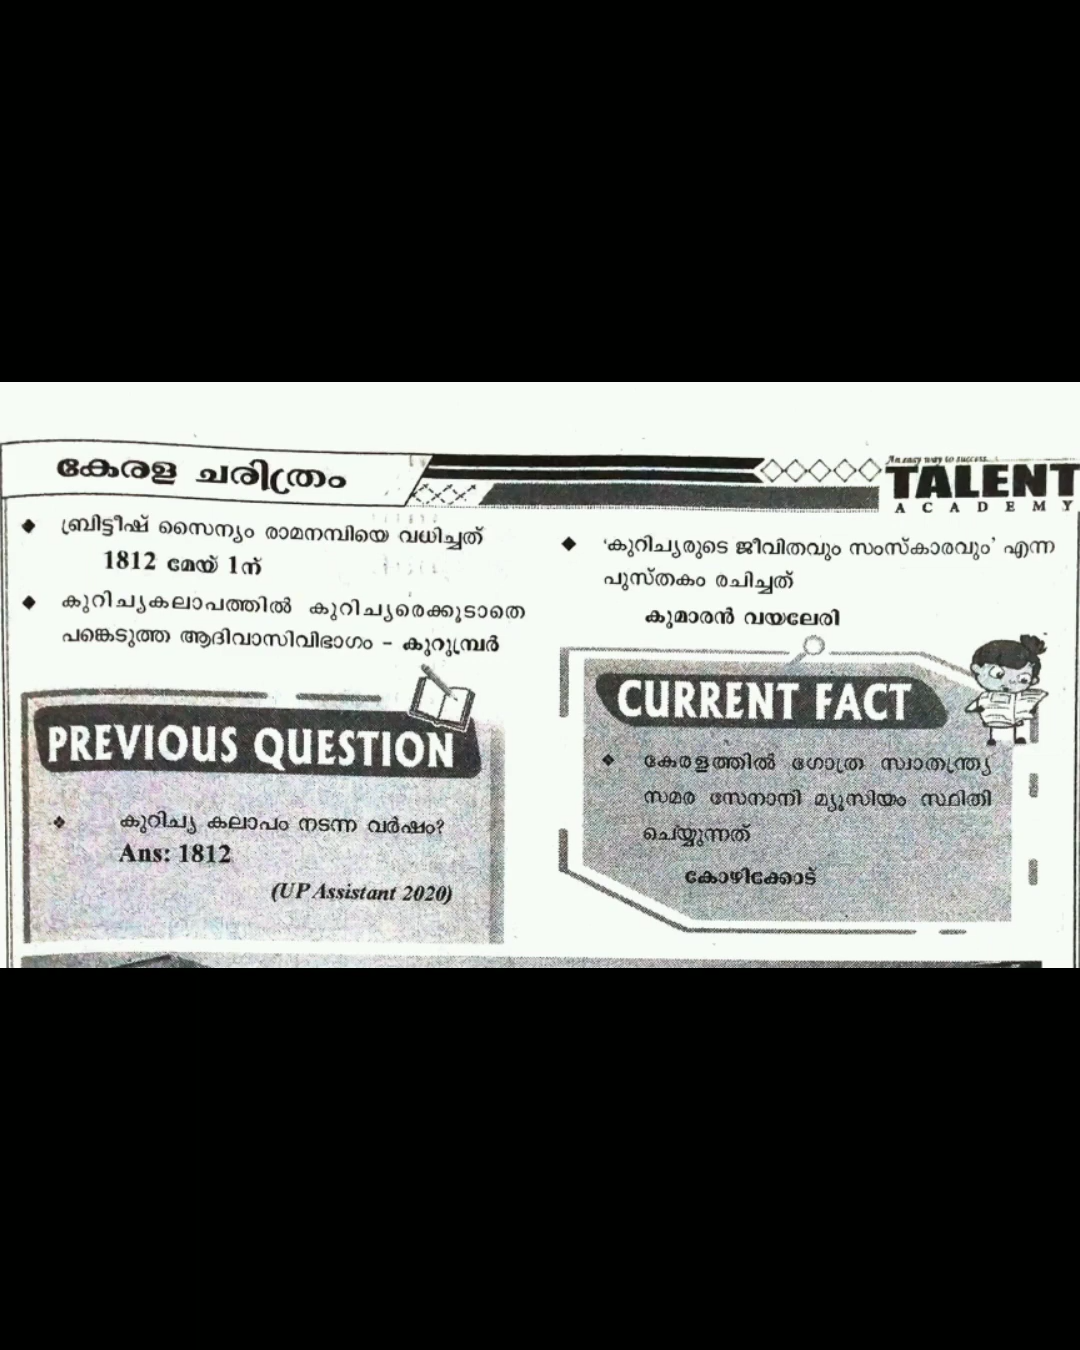 കേരള ചരിത്രം
An easy way to success...
TALENT
ACADEMY
ബ്രിട്ടീഷ് സൈന്യം രാമനമ്പിയെ വധിച്ചത്
1812 മേയ് 1ന്
കുറിച്യകലാപത്തിൽ കുറിച്യരെക്കൂടാതെ
പങ്കെടുത്ത ആദിവാസിവിഭാഗം - കുറുമ്പ്രർ
PREVIOUS QUESTION
കുറിച്യ കലാപം നടന്ന വർഷം?
Ans: 1812
(UP Assistant 2020)
'കുറിച്യരുടെ ജീവിതവും സംസ്കാരവും' എന്ന
പുസ്തകം രചിച്ചത്
കുമാരൻ വയലേരി
CURRENT FACT
കേരളത്തിൽ ഗോത്ര സ്വാതന്ത്ര്യ
സമര സേനാനി മ്യൂസിയം സ്ഥിതി
ചെയ്യുന്നത്
കോഴിക്കോട്